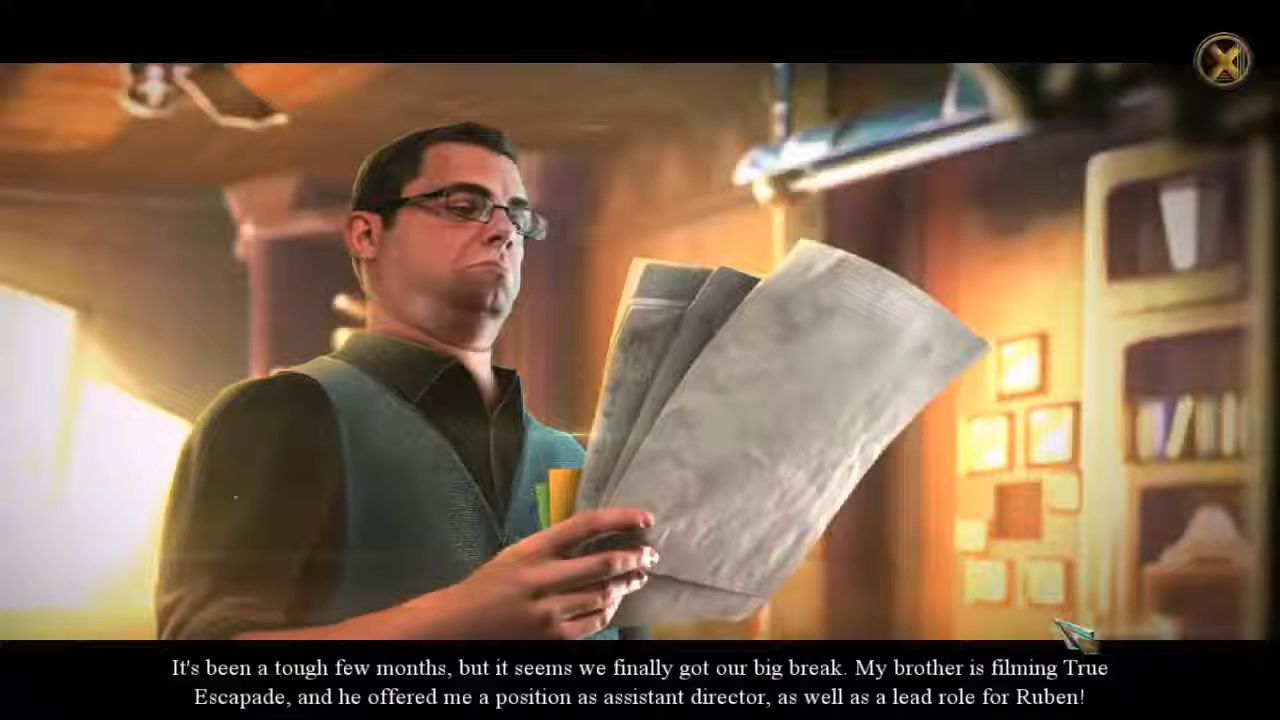 It's been a tough few months, but it seems we finally got our big break. My brother is filming True
Escapade, and he offered me a position as assistant director, as well as a lead role for Ruben!